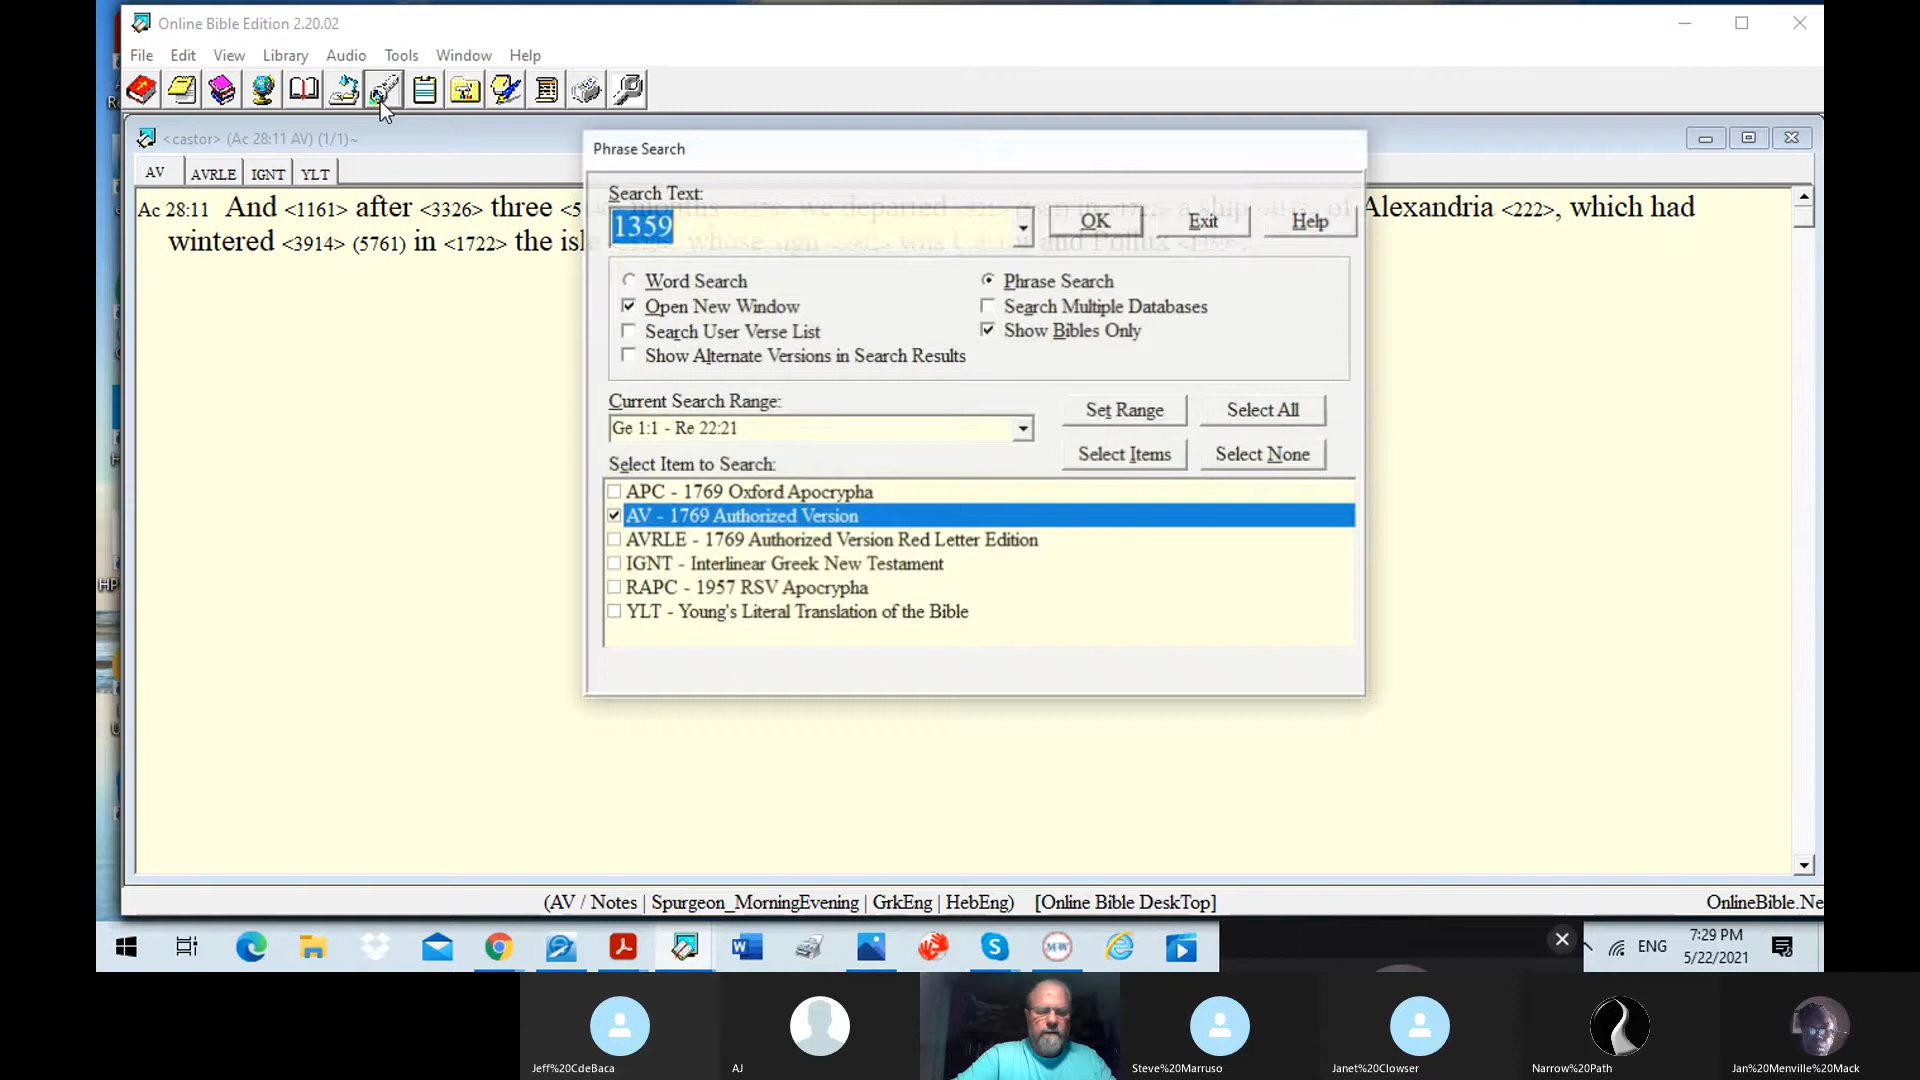 Online Bible Edition 2.20.02
File Edit View Library Audio Tools Window Help
<castor> (Ac 28:11 AV) (1/1)~
AV AVRLE IGNT YLT
Phrase Search
Search Text:
Ac 28:11 And <1161> after <3326> three Alexandria <222>, which had
wintered <3914> (5761) in <1722> the whose sign was and Pollux
1359
OK Exit Help
Word Search Phrase Search
Open New Window Search Multiple Databases
Search User Verse List Show Bibles Only
Show Alternate Versions in Search Results
Current Search Range:
Set Range Select All
Ge 1:1 - Re 22:21
Select Items Select None
Select Item to Search:
APC - 1769 Oxford Apocrypha
AV - 1769 Authorized Version
AVRLE - 1769 Authorized Version Red Letter Edition
IGNT - Interlinear Greek New Testament
RAPC - 1957 RSV Apocrypha
YLT - Young's Literal Translation of the Bible
HP
(AV / Notes | Spurgeon_MorningEvening | GrkEng | HebEng) [Online Bible DeskTop] OnlineBible.Ne
ENG
7:29 PM
5/22/2021
Jeff%20CdeBaca AJ Steve%20Marruso Janet%20Clowser Narrow%20Path Jan%20Menville%20Mack